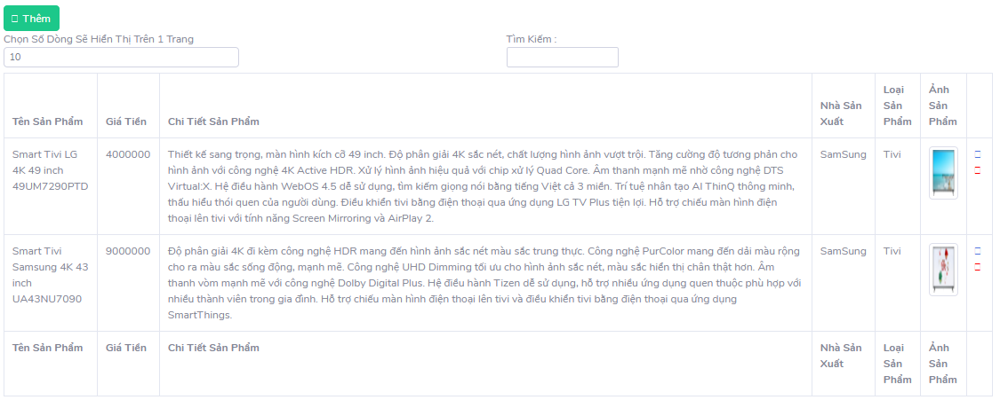 Thêm
Chọn Số Dòng Sẽ Hiển Thị Trên 1 Trang
Tìm Kiếm :
10
Tên Sản Phẩm
Giá Tiền
Chi Tiết Sản Phẩm
Nhà Sản
Xuất
Loại
Sản
Phẩm
Ảnh
Sản
Phẩm
Smart Tivi LG
4K 49 inch
49UM7290PTD
4000000
Thiết kế sang trọng, màn hình kích cỡ 49 inch. Độ phân giải 4K sắc nét, chất lượng hình ảnh vượt trội. Tăng cường độ tương phản cho
hình ảnh với công nghệ 4K Active HDR. Xử lý hình ảnh hiệu quả với chip xử lý Quad Core. Âm thanh mạnh mẽ nhờ công nghệ DTS
Virtual:X. Hệ điều hành WebOS 4.5 dễ sử dụng, tìm kiếm giọng nói bằng tiếng Việt cả 3 miền. Trí tuệ nhân tạo AI ThinQ thông minh,
thấu hiểu thói quen của người dùng. Điều khiển tivi bằng điện thoại qua ứng dụng LG TV Plus tiện lợi. Hỗ trợ chiếu màn hình điện
thoại lên tivi với tính năng Screen Mirroring và AirPlay 2.
SamSung
Tivi
Smart Tivi
Samsung 4K 43
inch
UA43NU7090
9000000
Độ phân giải 4K đi kèm công nghệ HDR mang đến hình ảnh sắc nét màu sắc trung thực. Công nghệ PurColor mang đến dải màu rộng
cho ra màu sắc sống động, mạnh mẽ. Công nghệ UHD Dimming tối ưu cho hình ảnh sắc nét, màu sắc hiển thị chân thật hơn. Âm
thanh vòm mạnh mẽ với công nghệ Dolby Digital Plus. Hệ điều hành Tizen dễ sử dụng, hỗ trợ nhiều ứng dụng quen thuộc phù hợp với
nhiều thành viên trong gia đình. Hỗ trợ chiếu màn hình điện thoại lên tivi và điều khiển tivi bằng điện thoại qua ứng dụng
SmartThings.
SamSung
Tivi
Tên Sản Phẩm
Giá Tiền
Chi Tiết Sản Phẩm
Nhà Sản
Xuất
Loại
Sản
Phẩm
Ảnh
Sản
Phẩm